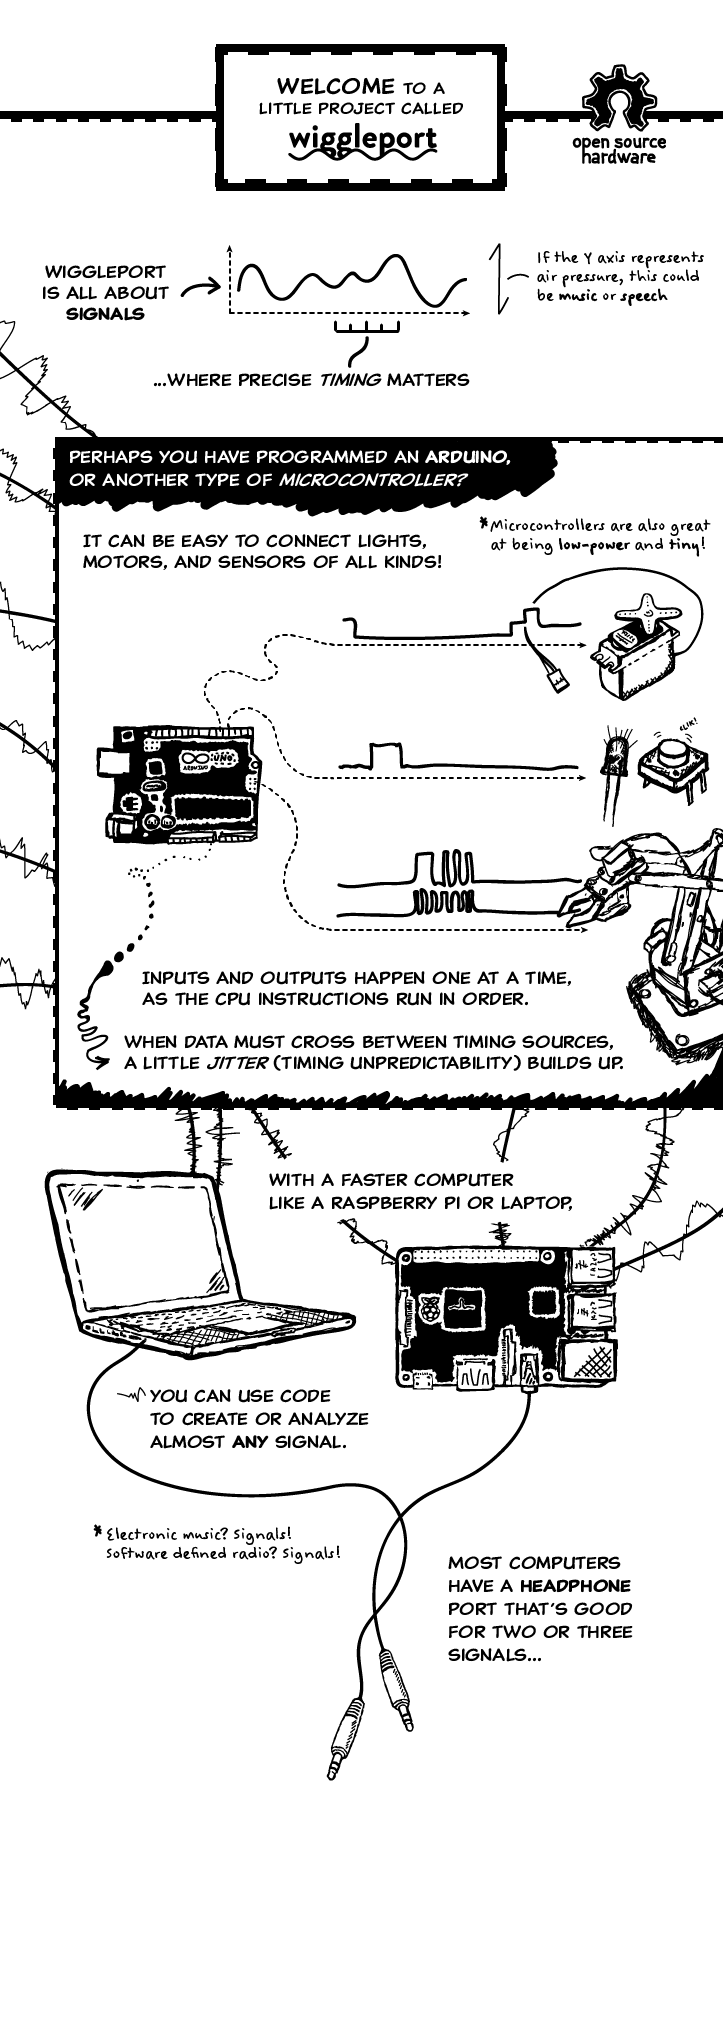 WELCOME TO A
LITTLE PROJECT CALLED
wiggleport
open source
hardware
WIGGLEPORT
IS ALL ABOUT
SIGNALS
If the Y axis represents
air pressure, this could
be music or speech
...WHERE PRECISE TIMING MATTERS
PERHAPS YOU HAVE PROGRAMMED AN ARDUINO,
OR ANOTHER TYPE OF MICROCONTROLLER?
*Microcontrollers are also great
at being low-power and tiny!
IT CAN BE EASY TO CONNECT LIGHTS,
MOTORS, AND SENSORS OF ALL KINDS!
UNO
ARDUINO
INPUTS AND OUTPUTS HAPPEN ONE AT A TIME,
AS THE CPU INSTRUCTIONS RUN IN ORDER.
WHEN DATA MUST CROSS BETWEEN TIMING SOURCES,
A LITTLE JITTER (TIMING UNPREDICTABILITY) BUILDS UP.
WITH A FASTER COMPUTER
LIKE A RASPBERRY PI OR LAPTOP,
YOU CAN USE CODE
TO CREATE OR ANALYZE
ALMOST ANY SIGNAL.
*Electronic music? Signals!
Software defined radio? Signals!
MOST COMPUTERS
HAVE A HEADPHONE
PORT THAT'S GOOD
FOR TWO OR THREE
SIGNALS...